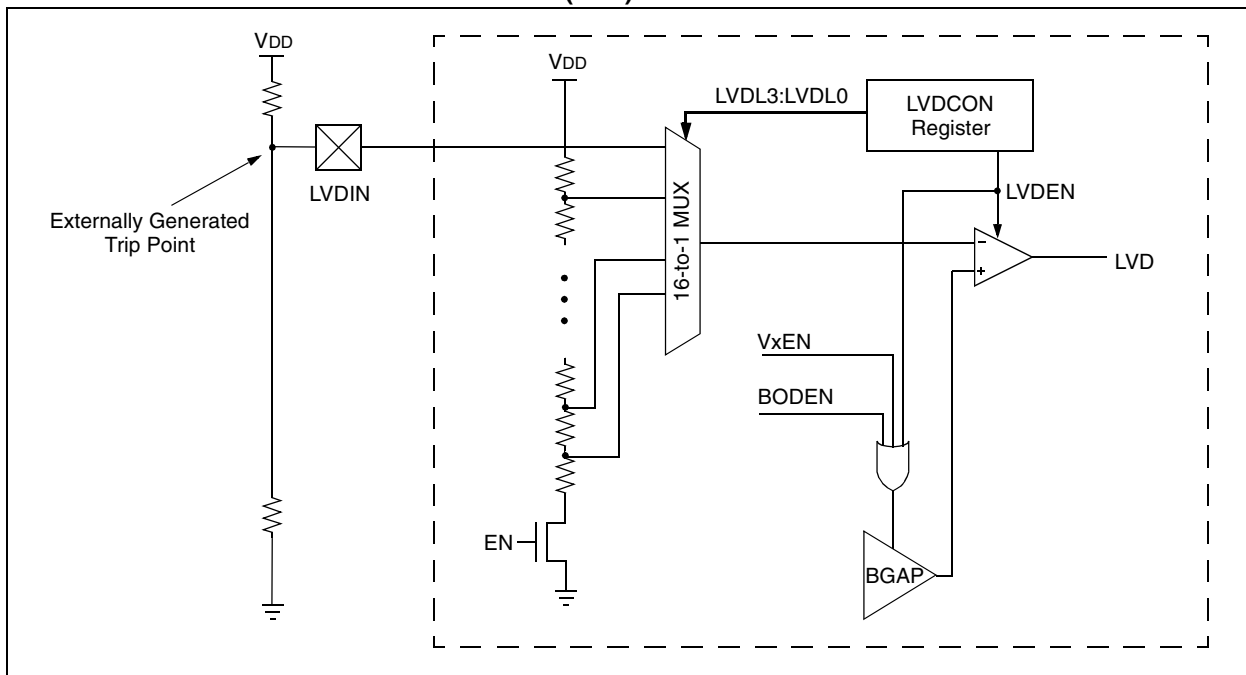 VDD
VDD
LVDL3:LVDL0
LVDCON
Register
LVDIN
LVDEN
Externally Generated
Trip Point
16-to-1 MUX
–
+
LVD
VxEN
BODEN
EN
BGAP